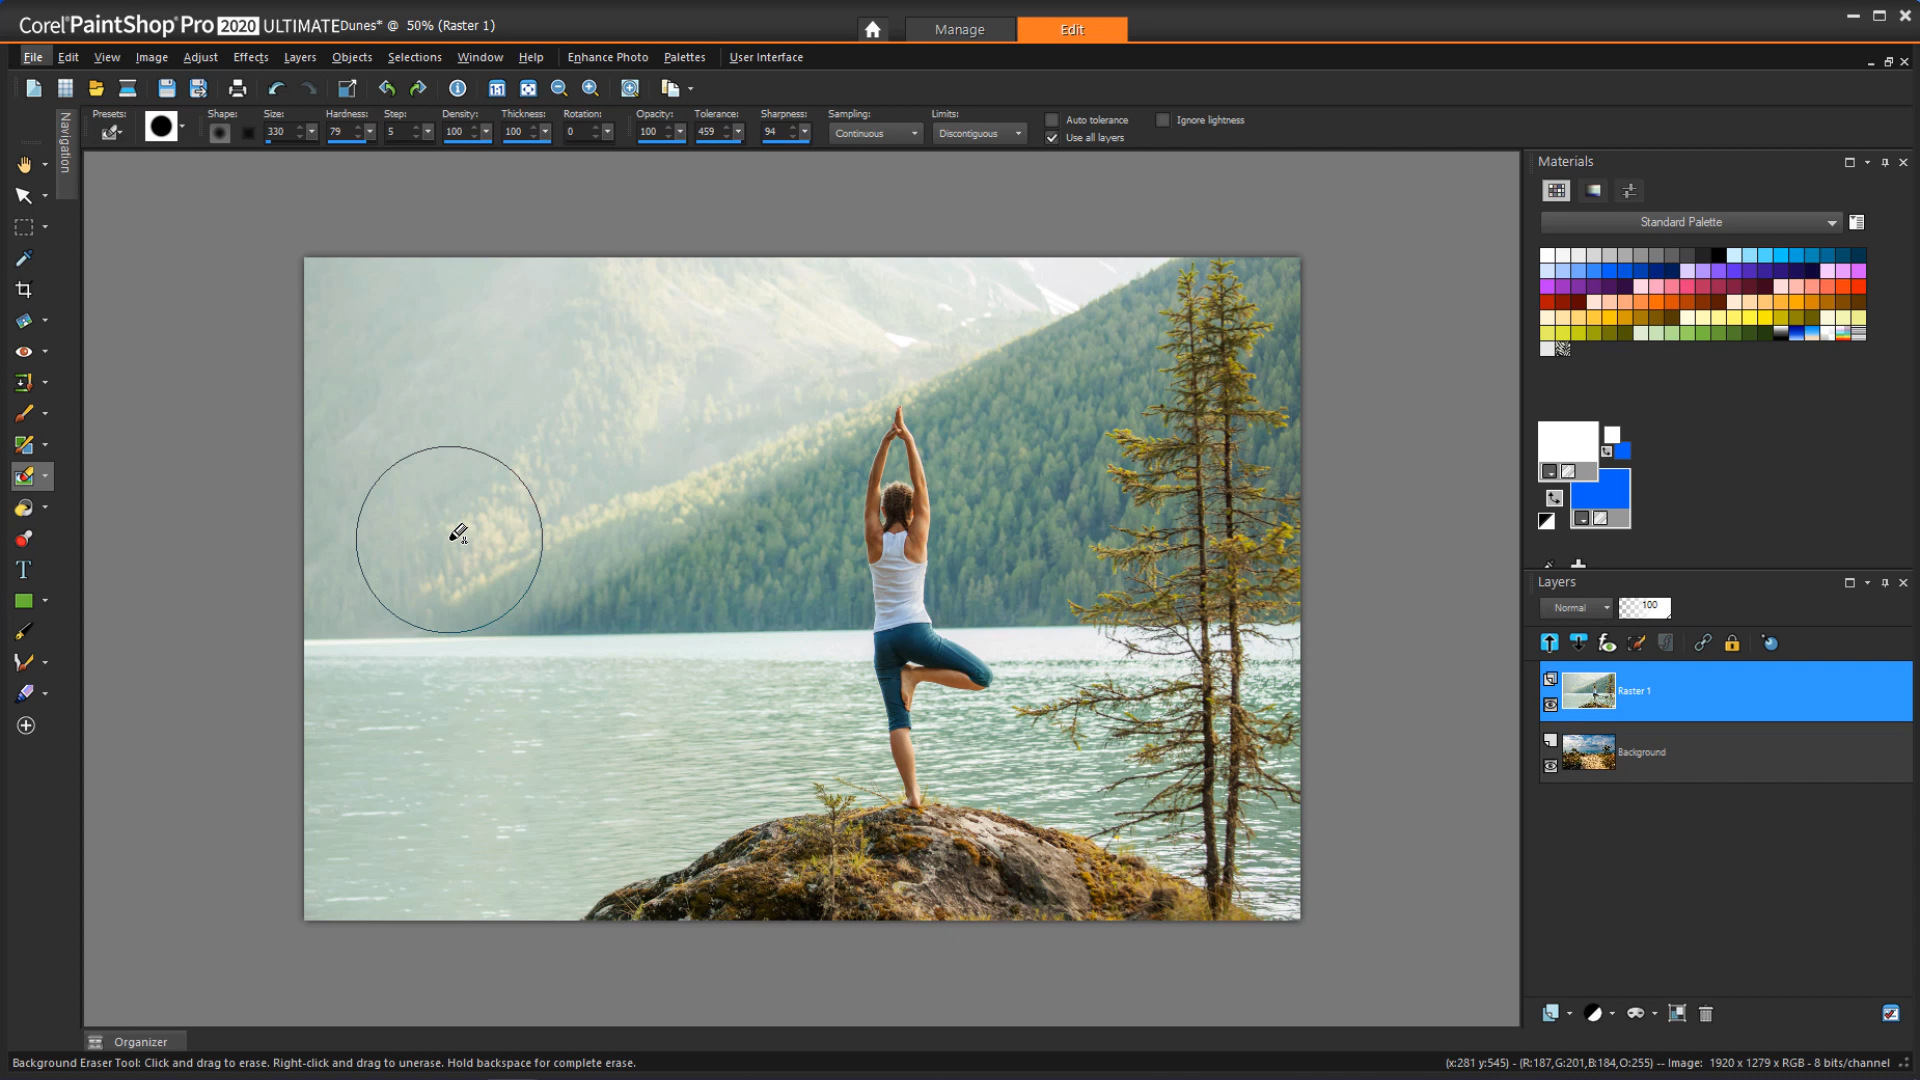 Corel PaintShop Pro 2020 ULTIMATE Dunes* @ 50% (Raster 1)
Manage
Edit
File Edit View Image Adjust Effects Layers Objects Selections Window Help Enhance Photo Palettes User Interface
1:1
Presets: Shape: Size: Hardness: Step: Density: Thickness: Rotation: Opacity: Tolerance: Sharpness: Sampling: Limits:
330 79 5 100 100 0 100 459 94 Continuous Discontiguous
Auto tolerance
Ignore lightness
Use all layers
Navigation
Materials
Standard Palette
Layers
Normal
100
Raster 1
Background
Organizer
Background Eraser Tool: Click and drag to erase. Right-click and drag to unerase. Hold backspace for complete erase.
(x:281 y:545) - (R:187,G:201,B:184,O:255) -- Image: 1920 x 1279 x RGB - 8 bits/channel